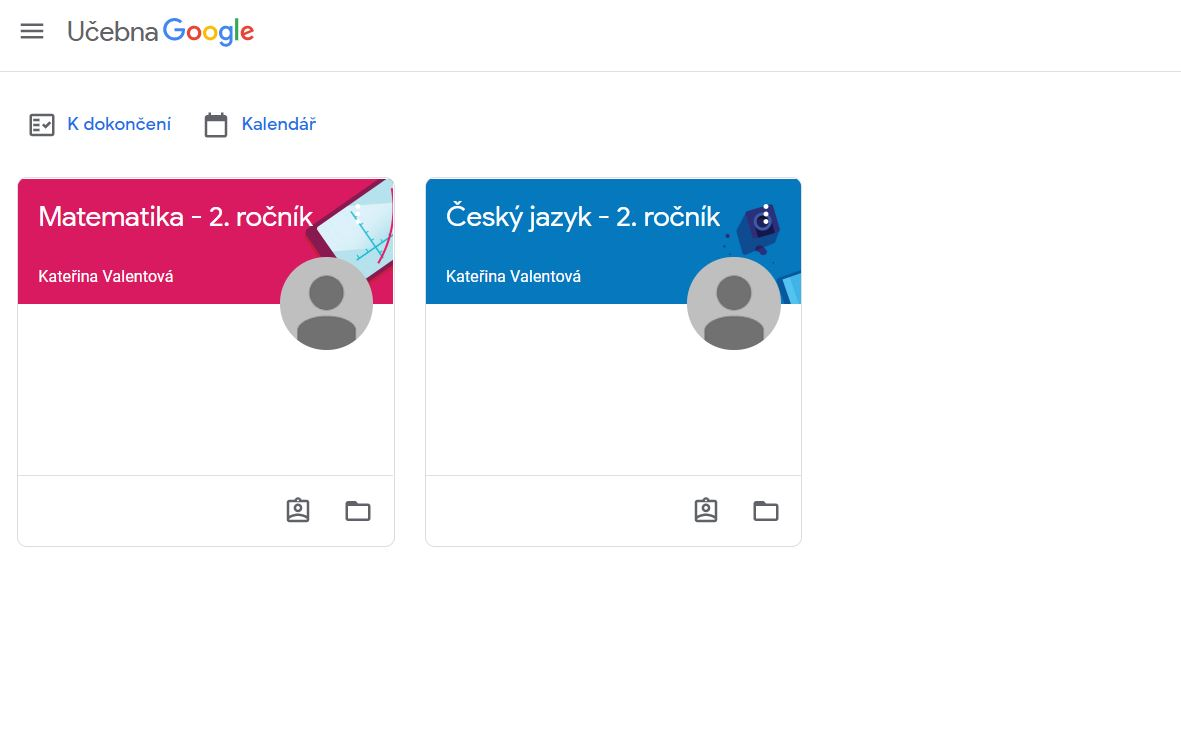 Učebna Google
K dokončení Kalendář
Matematika - 2. ročník
Kateřina Valentová
Český jazyk - 2. ročník
Kateřina Valentová